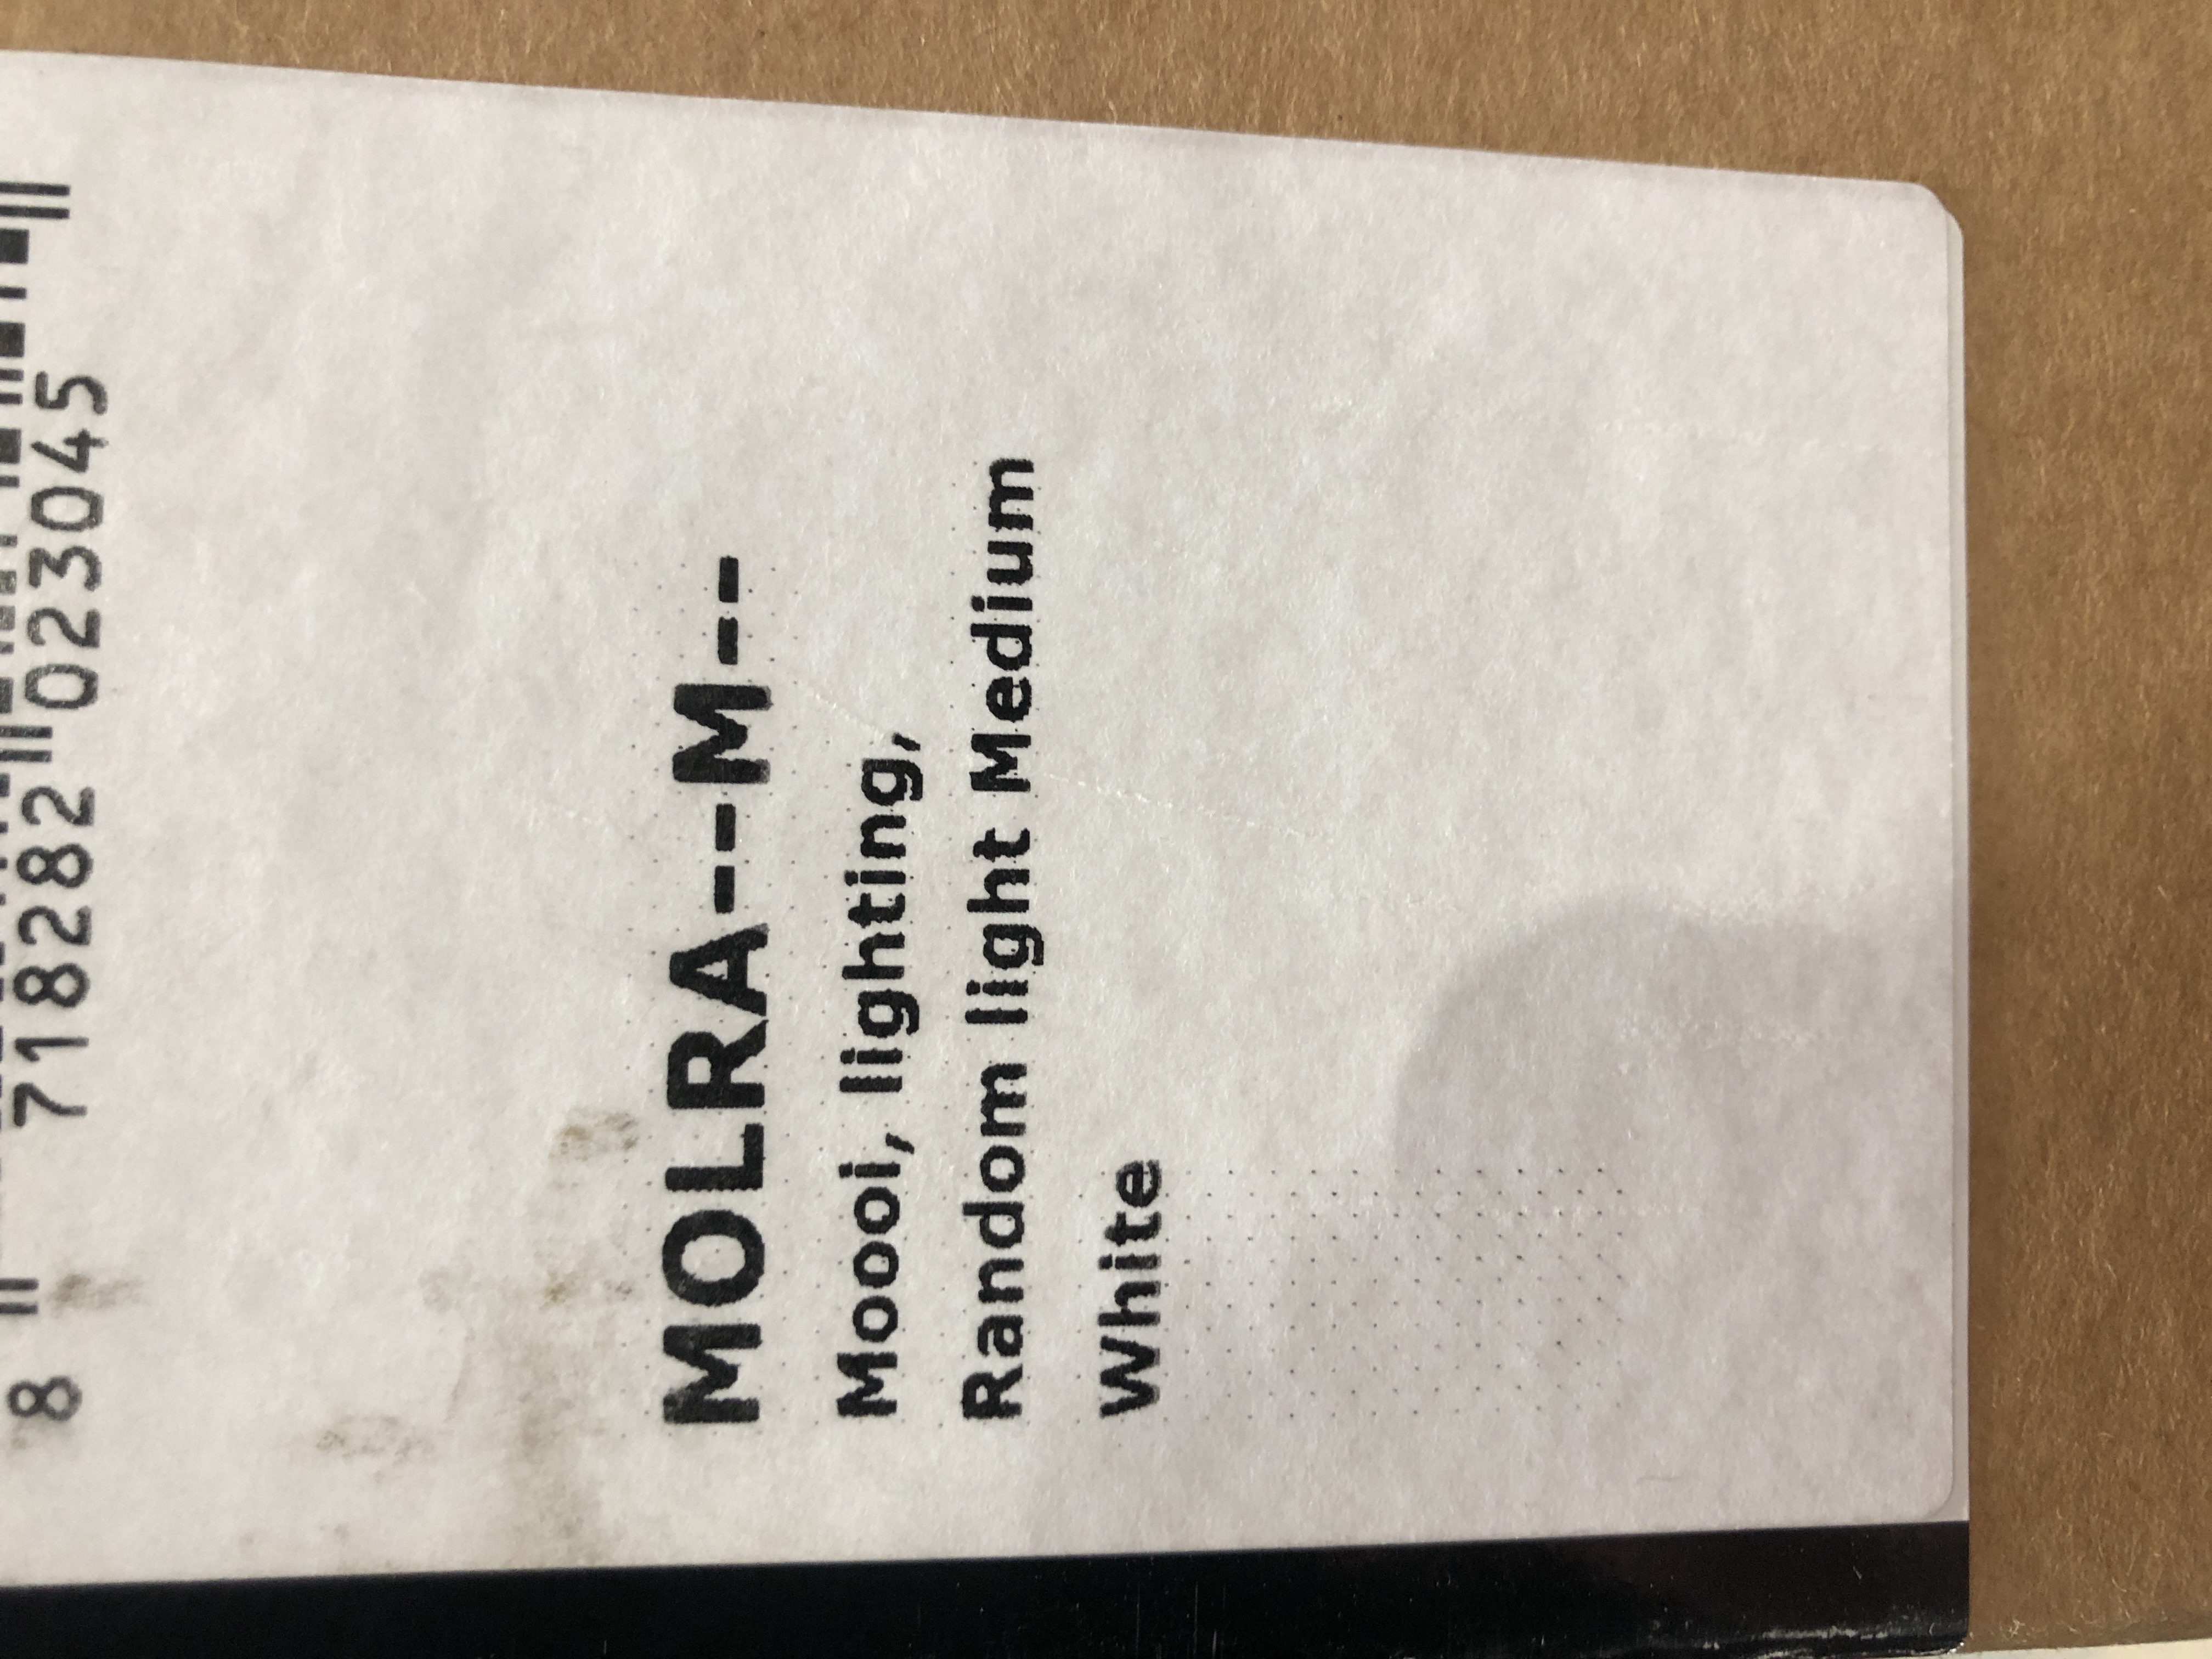 8 718282 023045
MOLRA---M--
Moooi, lighting,
Random light Medium
White